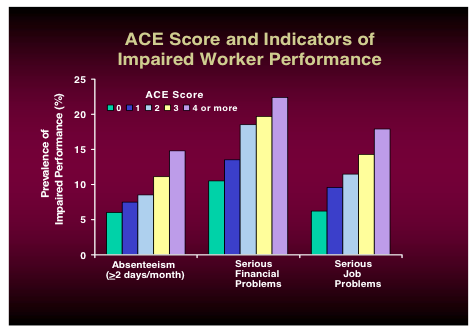 ACE Score and Indicators of
Impaired Worker Performance
Prevalence of
Impaired Performance (%)
25
20
15
10
5
0
ACE Score
0 1 2 3 4 or more
Absenteeism
(≥2 days/month)
Serious
Financial
Problems
Serious
Job
Problems